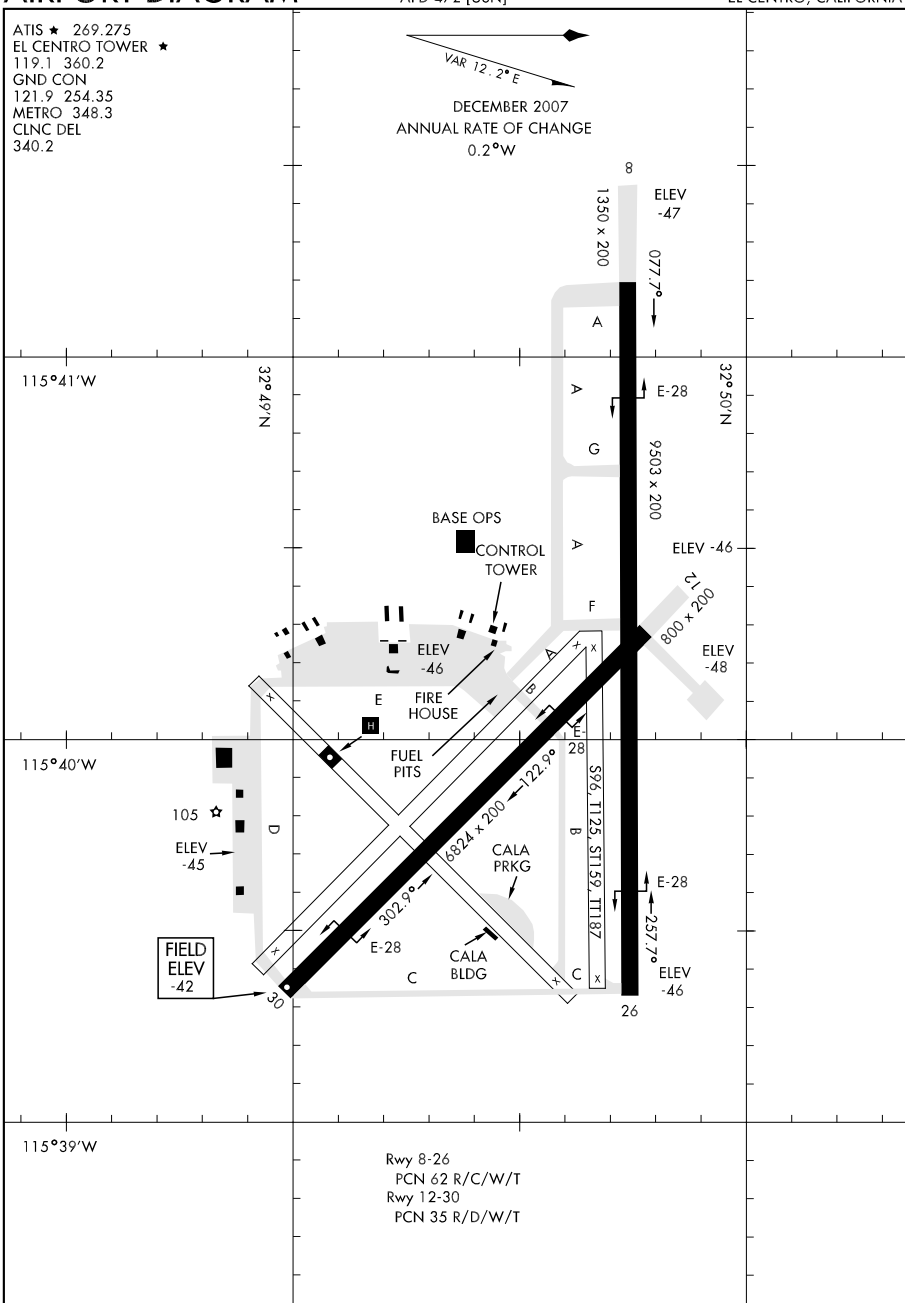 AIRPORT DIAGRAM
AFD-472 [USN]
EL CENTRO, CALIFORNIA
ATIS ★ 269.275
EL CENTRO TOWER ★
119.1 360.2
GND CON
121.9 254.35
METRO 348.3
CLNC DEL
340.2
VAR 12.2° E
DECEMBER 2007
ANNUAL RATE OF CHANGE
0.2°W
8
ELEV
-47
1350 x 200
077.7°
A
115°41'W
32°49'N
32°50'N
A
E-28
G
9503 x 200
BASE OPS
CONTROL
TOWER
A
ELEV -46
12
F
800 x 200
ELEV
-46
A
ELEV
-48
X
X
X
E
B
FIRE
HOUSE
H
E-
28
FUEL
PITS
115°40'W
122.9°
S96, T125, ST159, TT187
105
D
6824 x 200
B
ELEV
-45
CALA
PRKG
E-28
302.9°
257.7°
E-28
CALA
BLDG
FIELD
ELEV
-42
X
C
X
C
X
ELEV
-46
30
26
115°39'W
Rwy 8-26
PCN 62 R/C/W/T
Rwy 12-30
PCN 35 R/D/W/T